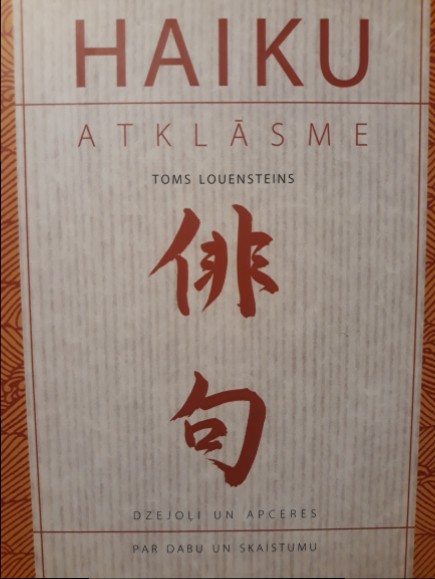 HAIKU
ATKLĀSME
TOMS LOUENSTEINS
俳
句
DZEJOĻI UN APCERES
PAR DABU UN SKAISTUMU